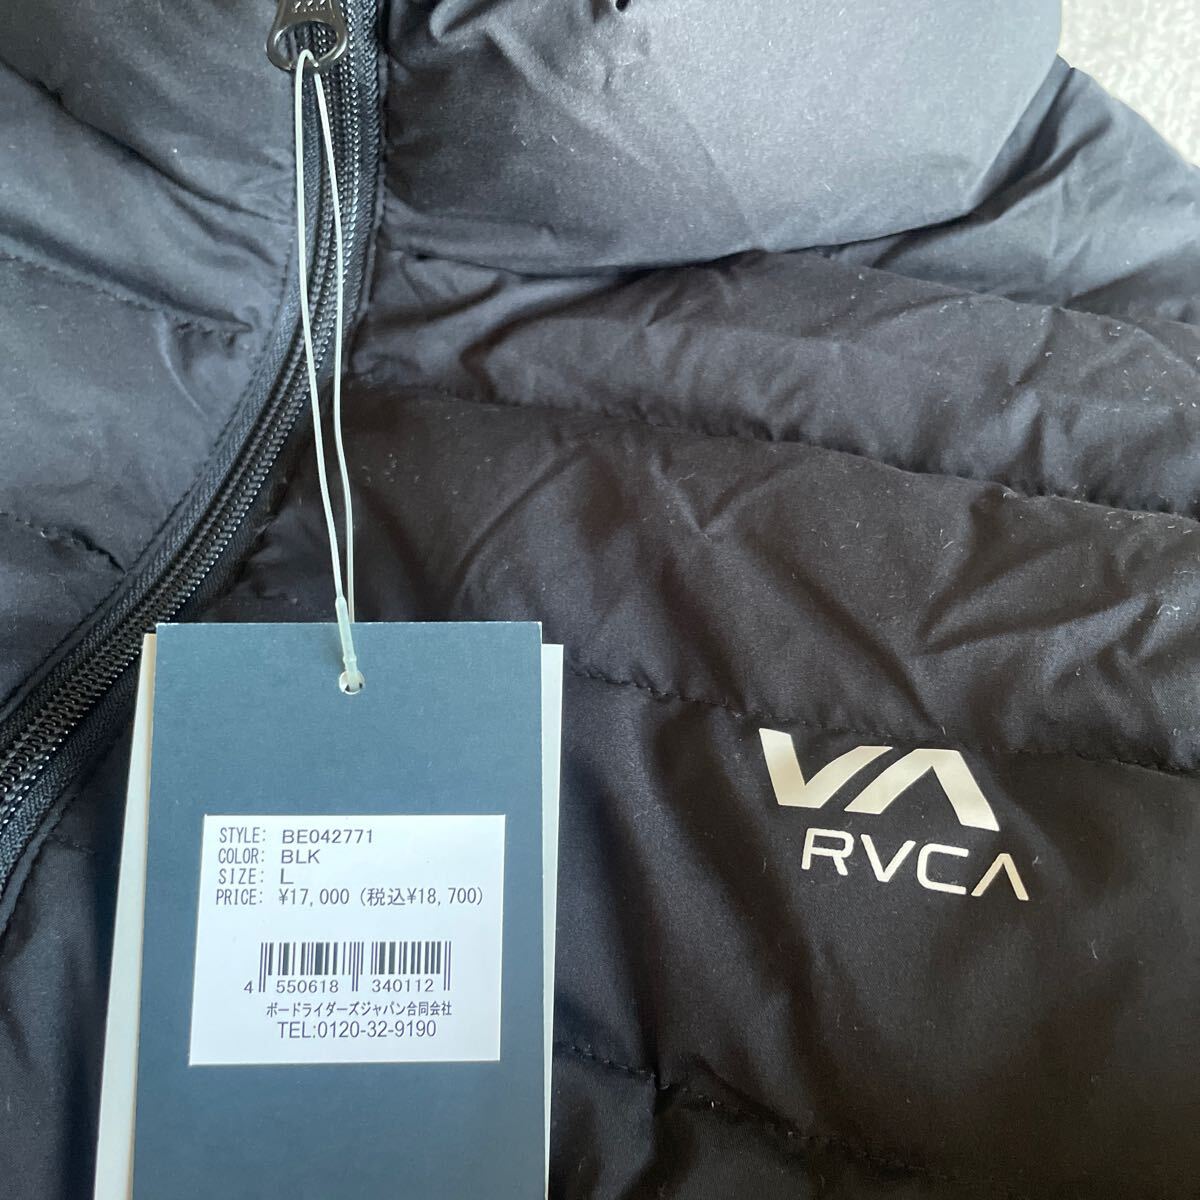 STYLE: BE042771
COLOR: BLK
SIZE: L
PRICE: ¥17,000 (税込¥18,700)
4 550618 340112
ボードライダーズジャパン合同会社
TEL:0120-32-9190
VA
RVCA